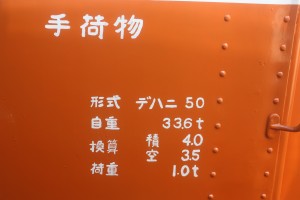 手荷物
形式 デハニ 50
自重 33.6t
換算 積 4.0
空 3.5
荷重 1.0t